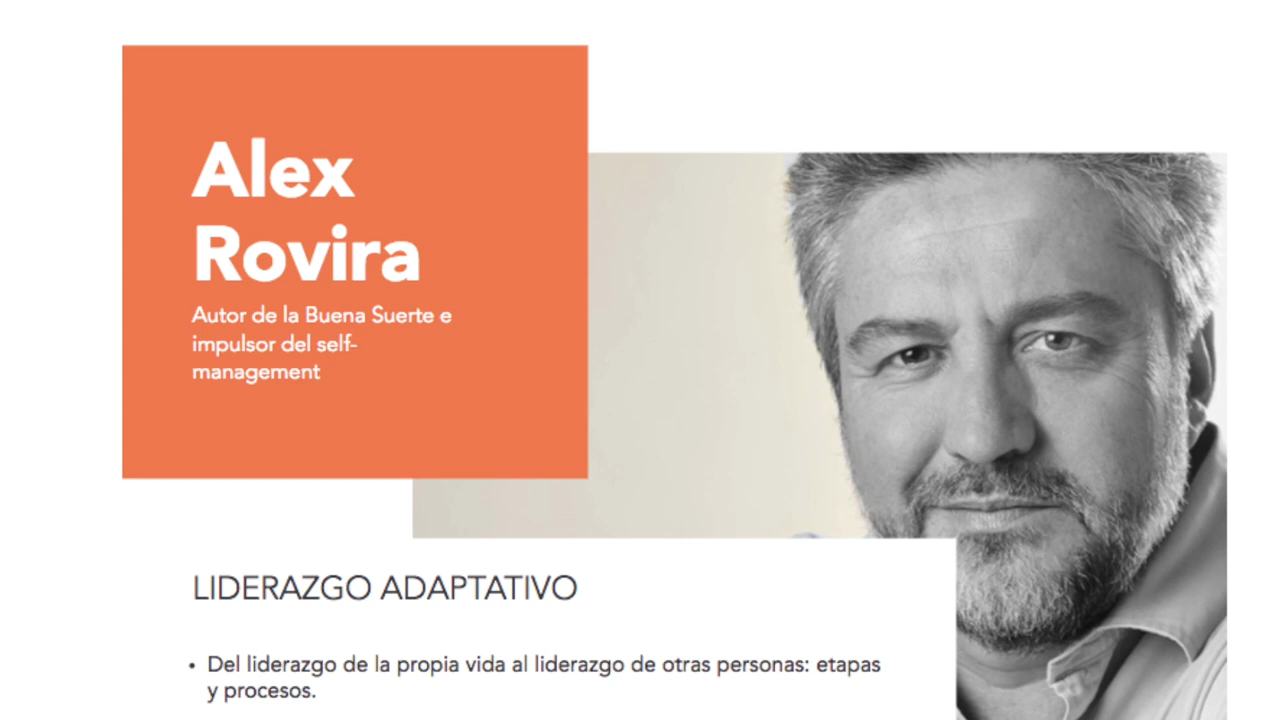 Alex
Rovira
Autor de la Buena Suerte e
impulsor del self-
management
LIDERAZGO ADAPTATIVO
• Del liderazgo de la propia vida al liderazgo de otras personas: etapas
y procesos.